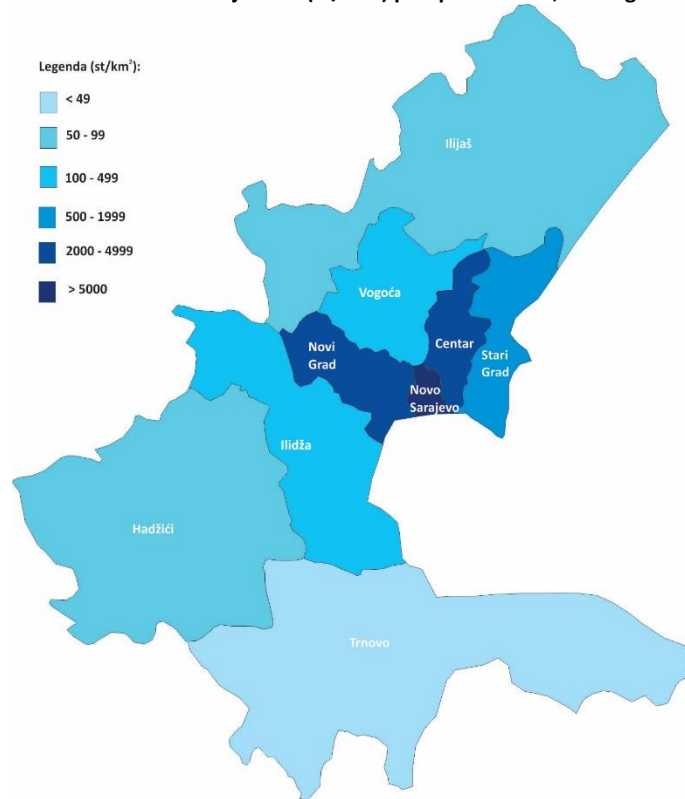 Legenda (st/km²):
< 49
50 - 99
100 - 499
500 - 1999
2000 - 4999
> 5000
Ilijaš
Vogoća
Novi
Grad
Centar
Stari
Grad
Novo
Sarajevo
Ilidža
Hadžići
Trnovo